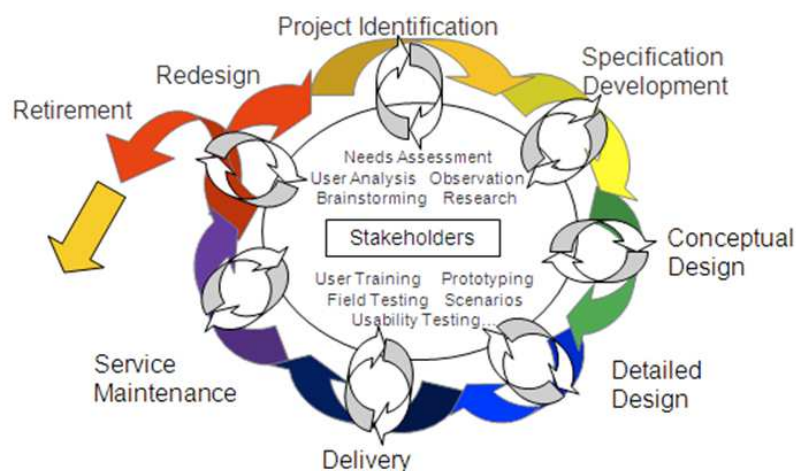 Project Identification
Specification
Development
Redesign
Retirement
Needs Assessment
User Analysis Observation
Brainstorming Research
Stakeholders
User Training Prototyping
Field Testing Scenarios
Usability Testing...
Conceptual
Design
Service
Maintenance
Detailed
Design
Delivery